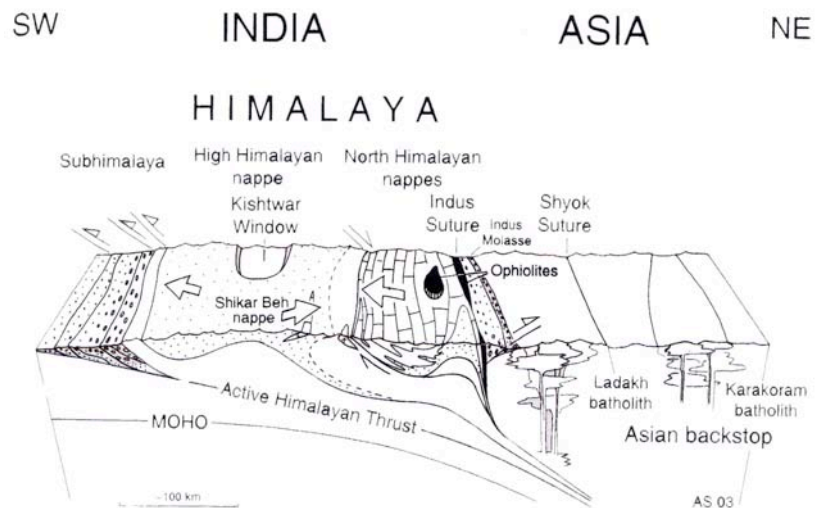 SW INDIA ASIA NE
HIMALAYA
Subhimalaya
High Himalayan
nappe
North Himalayan
nappes
Kishtwar
Window
Indus
Suture
Indus
Molasse
Shyok
Suture
Ophiolites
Shikar Beh
nappe
A
Active Himalayan Thrust
MOHO
Ladakh
batholith
Karakoram
batholith
Asian backstop
~100 km
AS 03